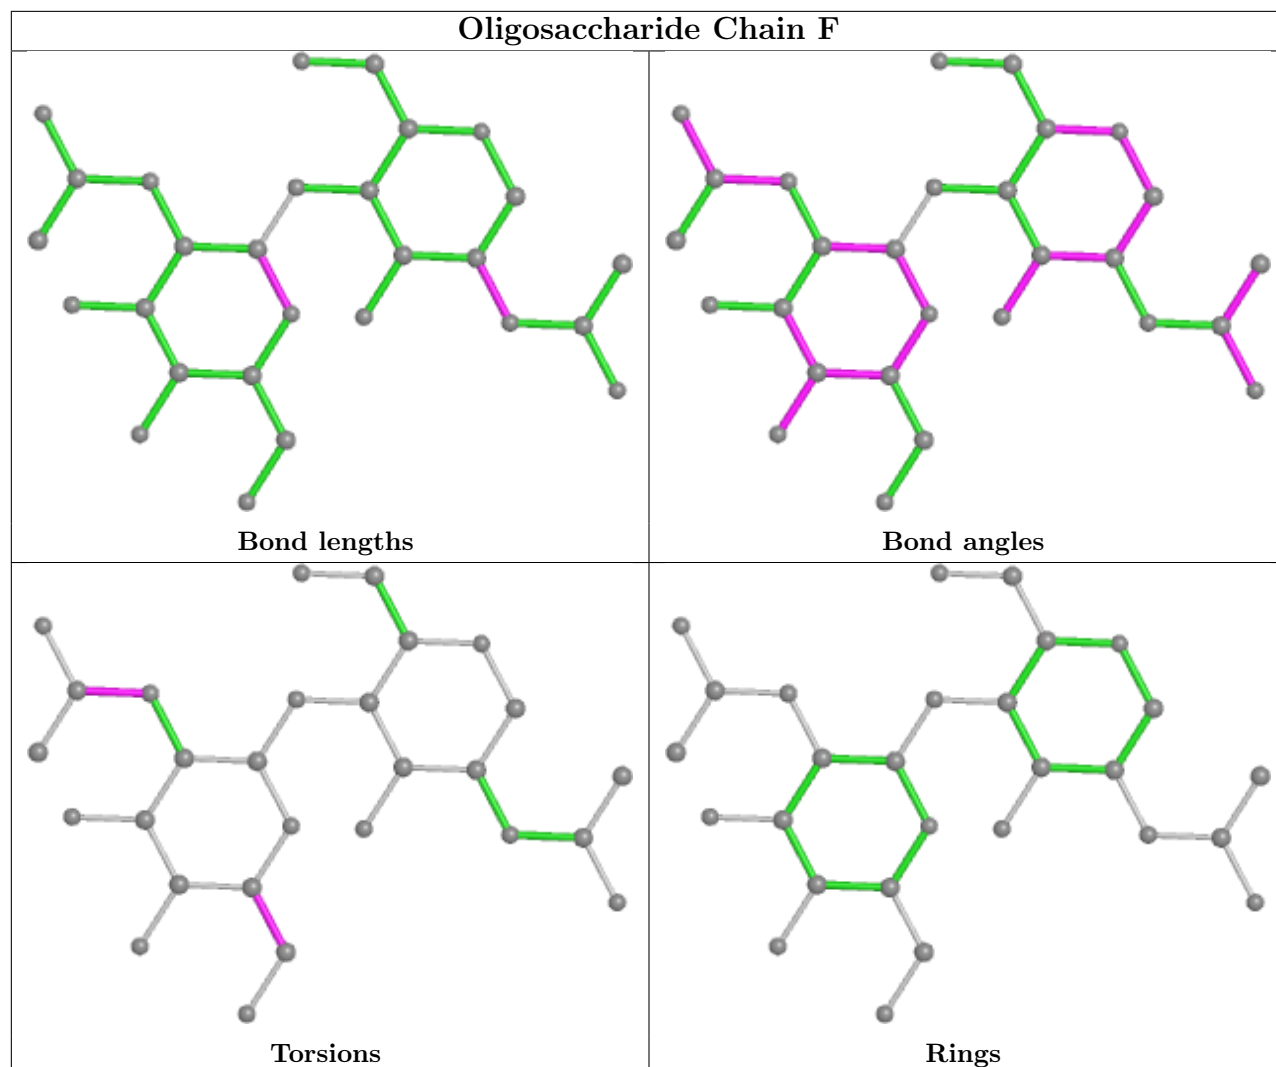 Oligosaccharide Chain F
Bond lengths
Bond angles
Torsions
Rings